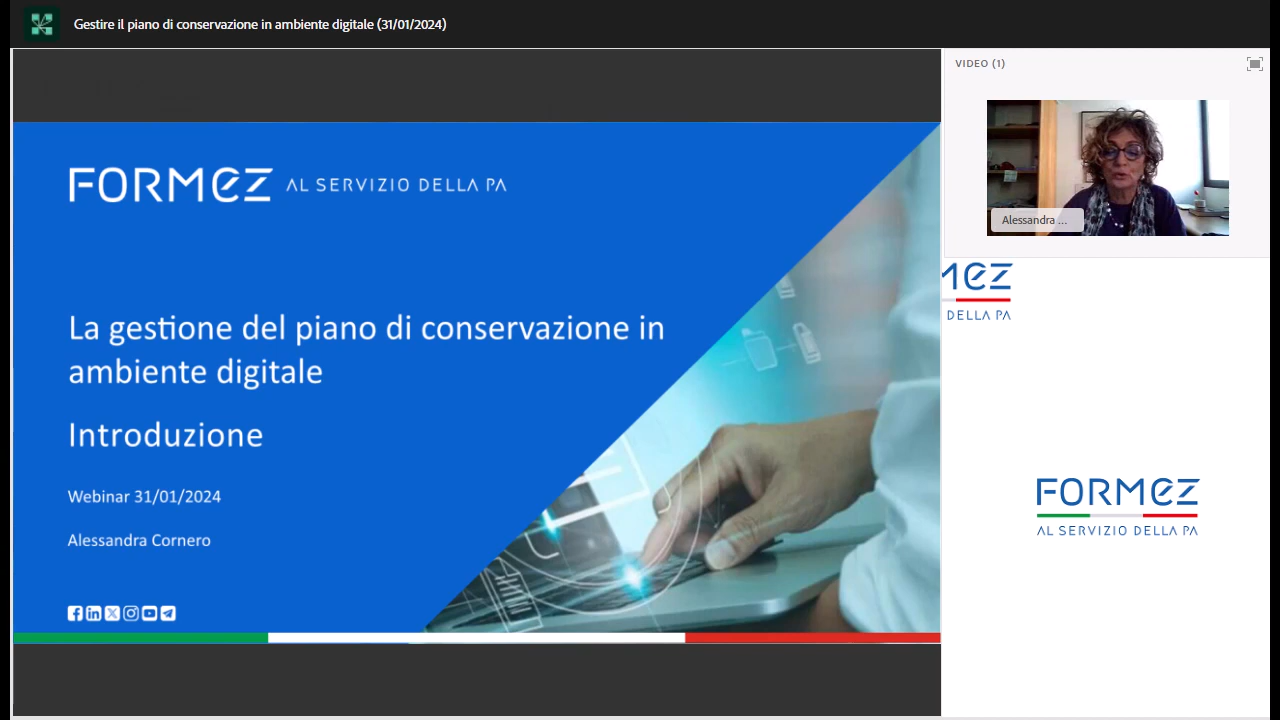 Gestire il piano di conservazione in ambiente digitale (31/01/2024)
FORMEZ AL SERVIZIO DELLA PA
La gestione del piano di conservazione in
ambiente digitale
Introduzione
Webinar 31/01/2024
Alessandra Cornero
VIDEO (1)
Alessandra ...
MEZ
DELLA PA
FORMEZ
AL SERVIZIO DELLA PA